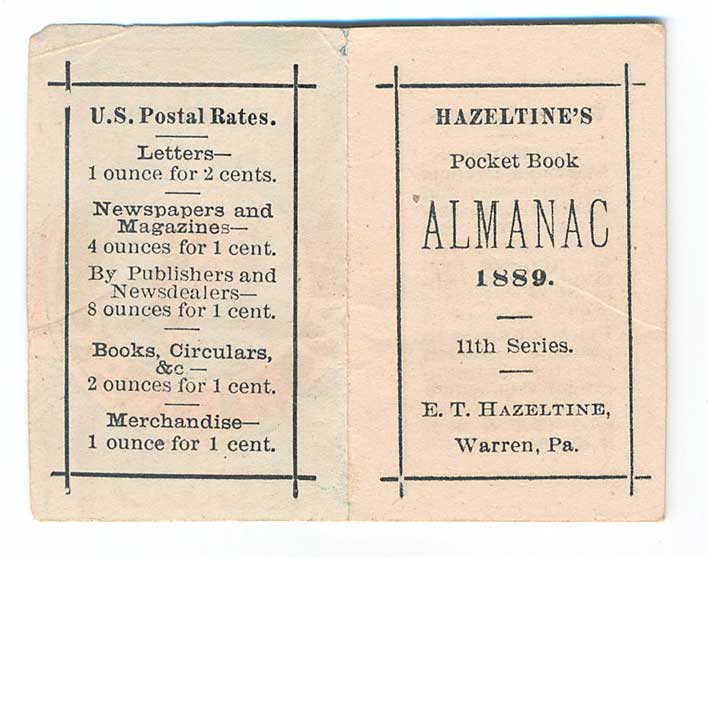 U.S. Postal Rates.
Letters—
1 ounce for 2 cents.
Newspapers and
Magazines—
4 ounces for 1 cent.
By Publishers and
Newsdealers—
8 ounces for 1 cent.
Books, Circulars,
&c—
2 ounces for 1 cent.
Merchandise—
1 ounce for 1 cent.
HAZELTINE'S
Pocket Book
ALMANAC
1889.
11th Series.
E. T. HAZELTINE,
Warren, Pa.